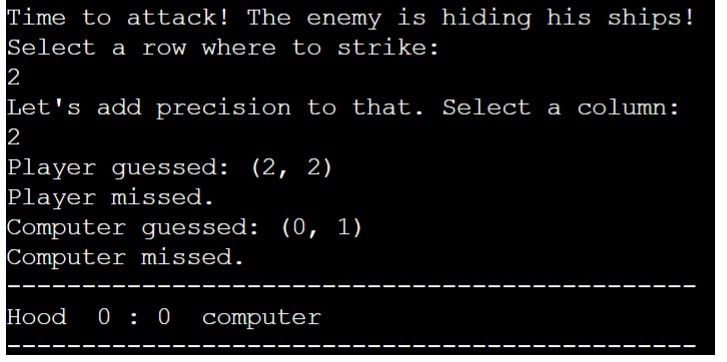 Time to attack! The enemy is hiding his ships!
Select a row where to strike:
2
Let's add precision to that. Select a column:
2
Player guessed: (2, 2)
Player missed.
Computer guessed: (0, 1)
Computer missed.
----------------------------------------------
Hood  0 : 0  computer
----------------------------------------------